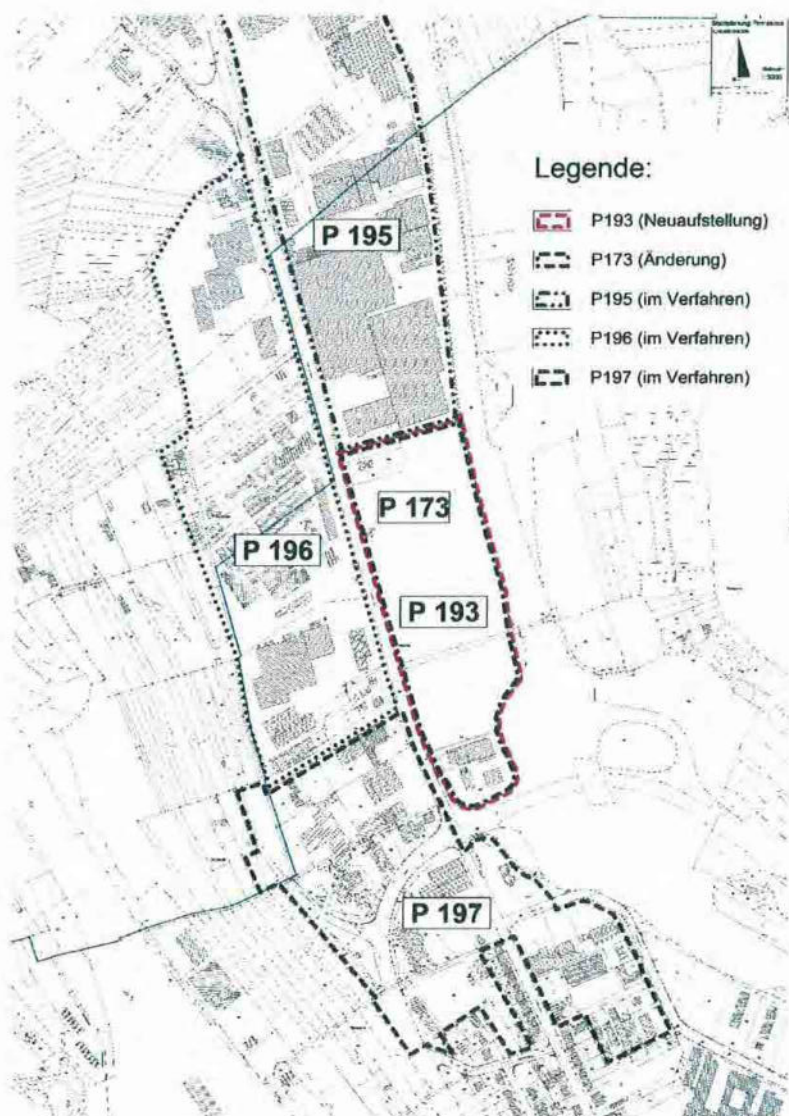 Legende:
P193 (Neuaufstellung)
P173 (Änderung)
P195 (im Verfahren)
P196 (im Verfahren)
P197 (im Verfahren)
P 195
P 173
P 196
P 193
P 197